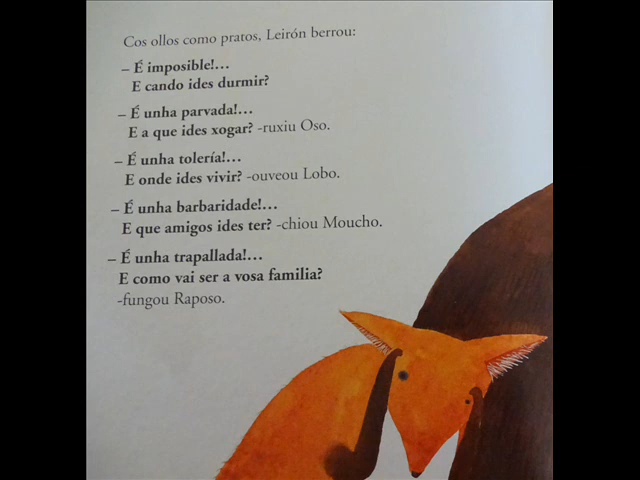 Cos ollos como pratos, Leirón berrou:
– É imposible!...
E cando ides durmir?
– É unha parvada!...
E a que ides xogar? -ruxiu Oso.
– É unha tolería!...
E onde ides vivir? -ouveou Lobo.
– É unha barbaridade!...
E que amigos ides ter? -chiou Moucho.
– É unha trapallada!...
E como vai ser a vosa familia?
-fungou Raposo.